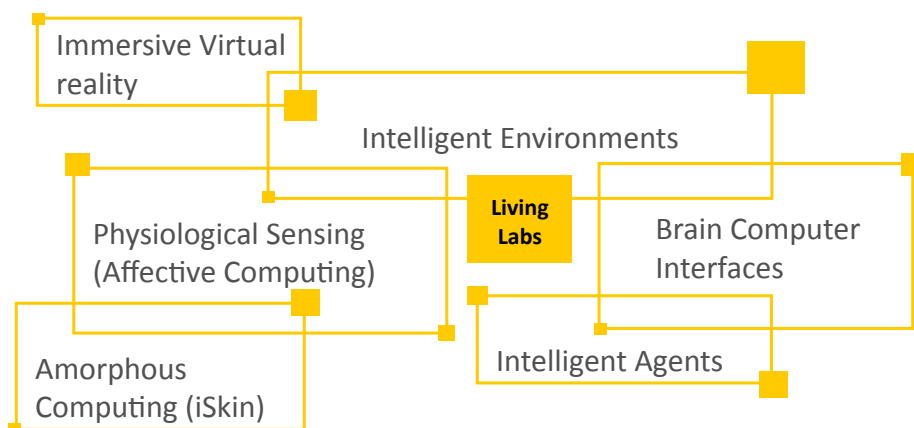 Immersive Virtual
reality
Intelligent Environments
Living
Labs
Physiological Sensing
(Affective Computing)
Brain Computer
Interfaces
Intelligent Agents
Amorphous
Computing (iSkin)